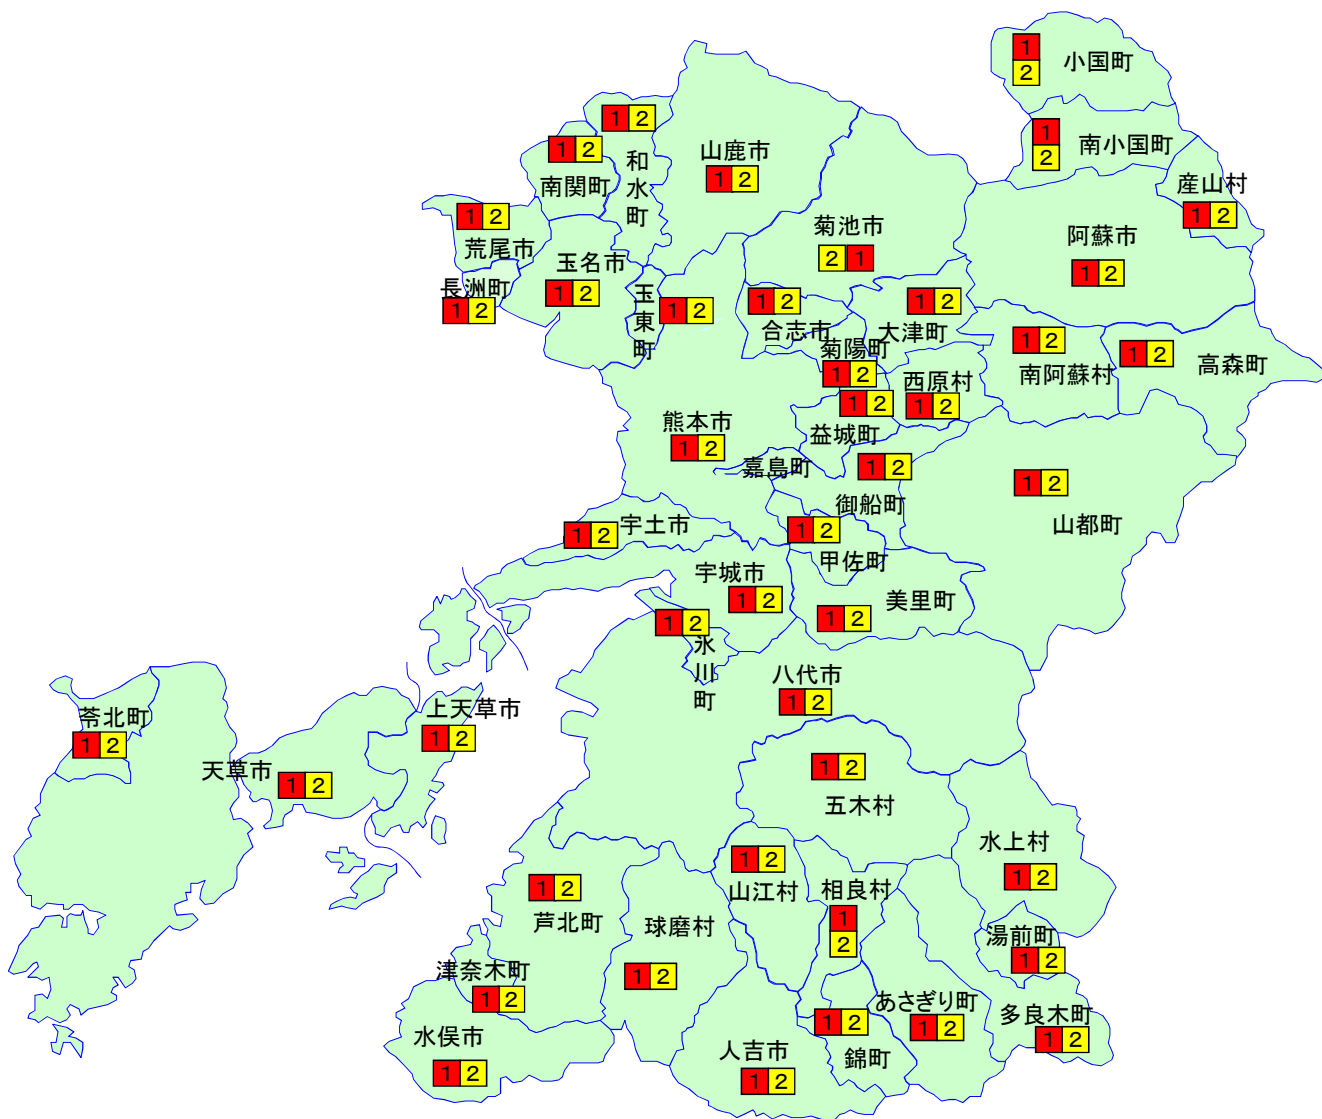 1
2
小国町
1 2
和水町
1
2
南小国町
1 2
南関町
山鹿市
1 2
産山村
1 2
1 2
荒尾市
菊池市
2 1
阿蘇市
1 2
玉名市
1 2
長洲町
1 2
玉東町
1 2
1 2
合志市
1 2
大津町
1 2
南阿蘇村
1 2
高森町
菊陽町
1 2
西原村
1 2
1 2
益城町
熊本市
1 2
嘉島町
1 2
御船町
1 2
山都町
1 2
宇土市
1 2
甲佐町
宇城市
1 2
美里町
1 2
1 2
氷川町
八代市
1 2
苓北町
1 2
上天草市
1 2
天草市
1 2
1 2
五木村
水上村
1 2
1 2
山江村
相良村
1
2
1 2
芦北町
球磨村
1 2
湯前町
1 2
津奈木町
1 2
あさぎり町
1 2
多良木町
1 2
水俣市
1 2
人吉市
1 2
1 2
錦町